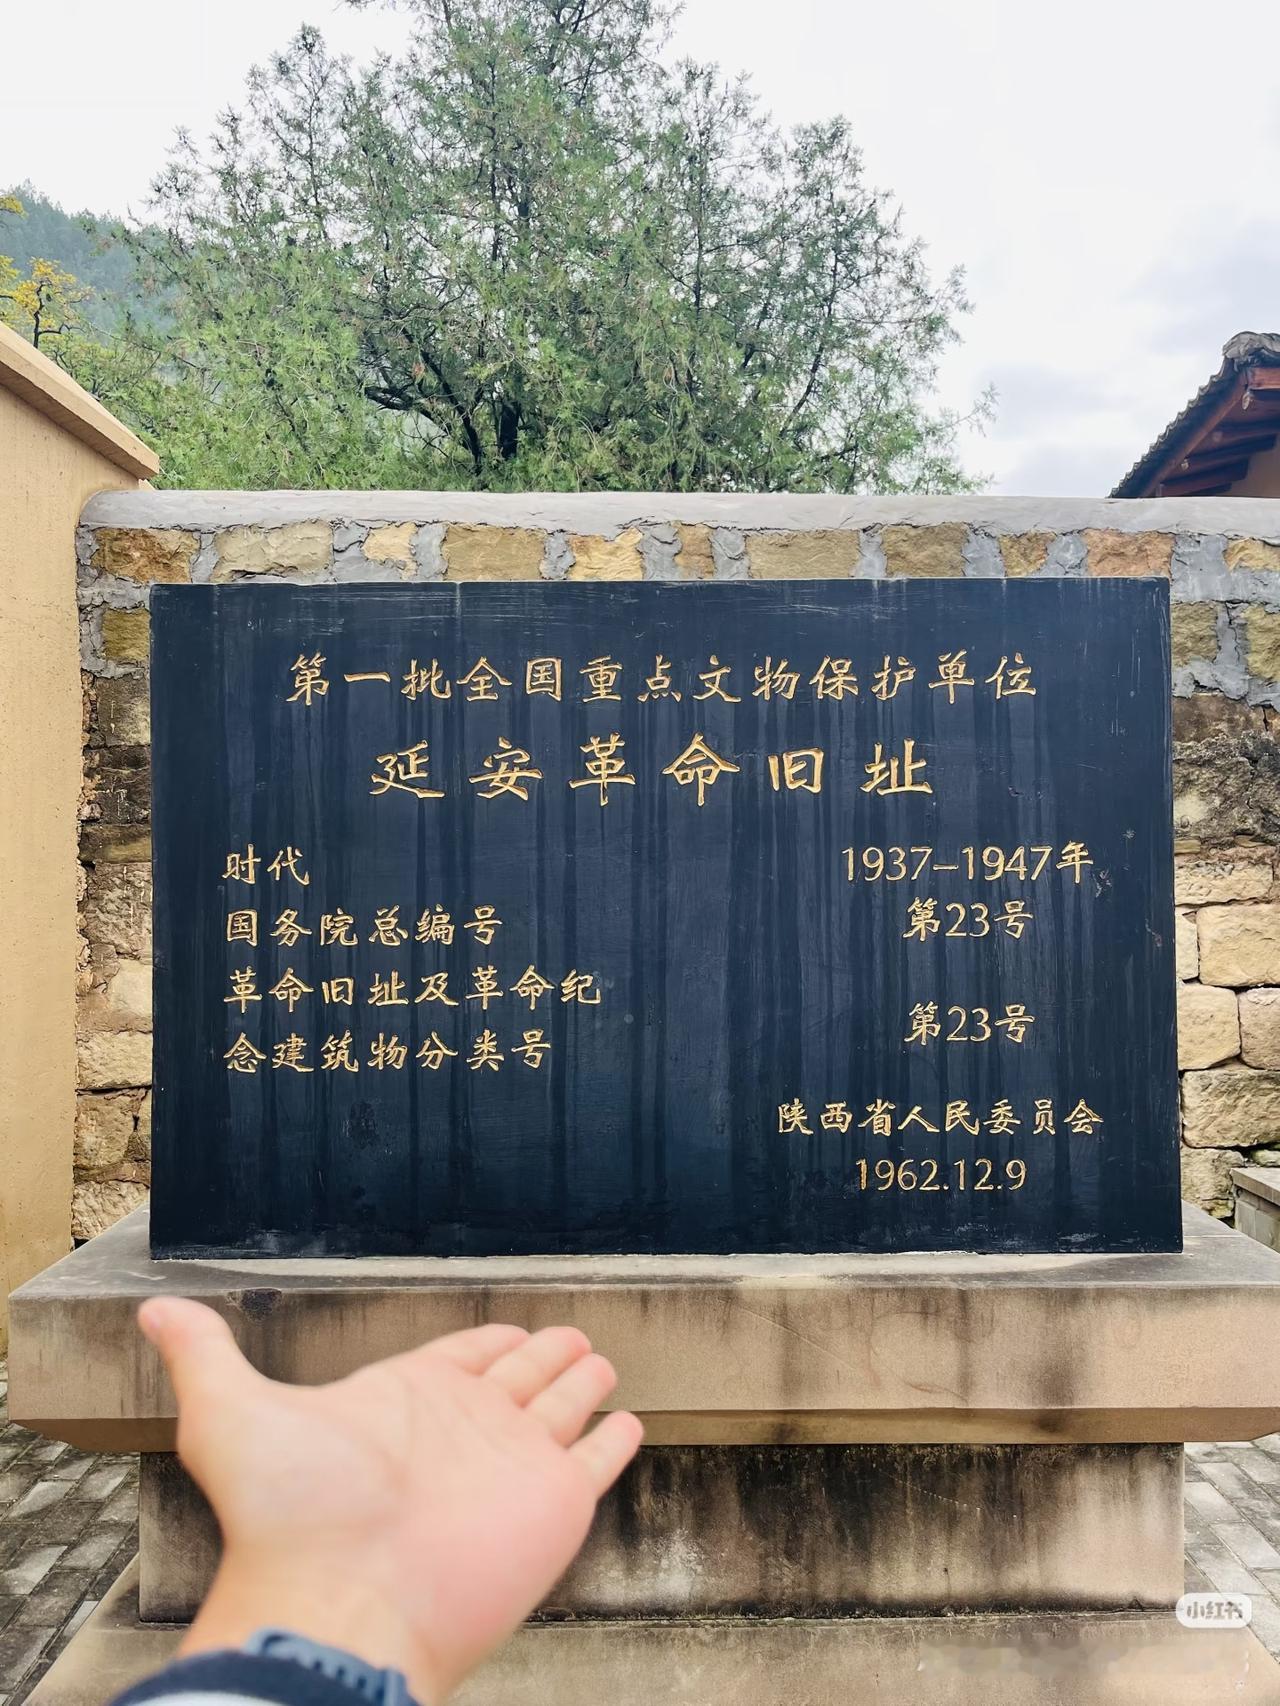 第一批全国重点文物保护单位
延安革命旧址
时代 1937-1947年
国务院总编号 第23号
革命旧址及革命纪
念建筑物分类号 第23号
陕西省人民委员会
1962.12.9
小红书